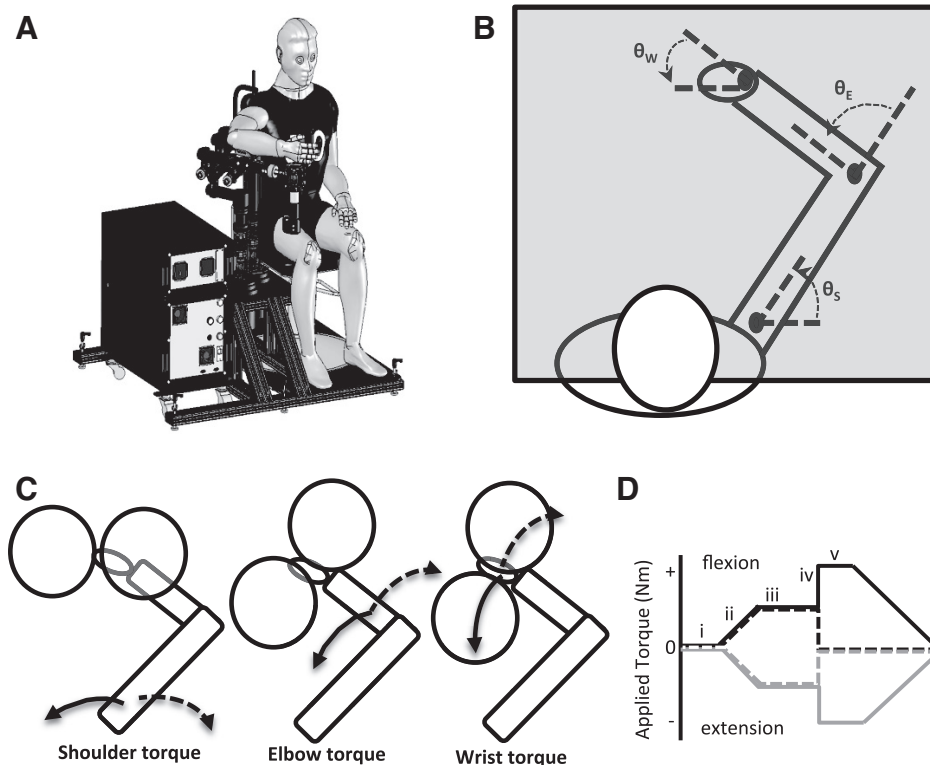 A
B
θW
θE
θS
C
Shoulder torque
Elbow torque
Wrist torque
D
Applied Torque (Nm)
+
0
-
flexion
extension
i
ii
iii
iv
v